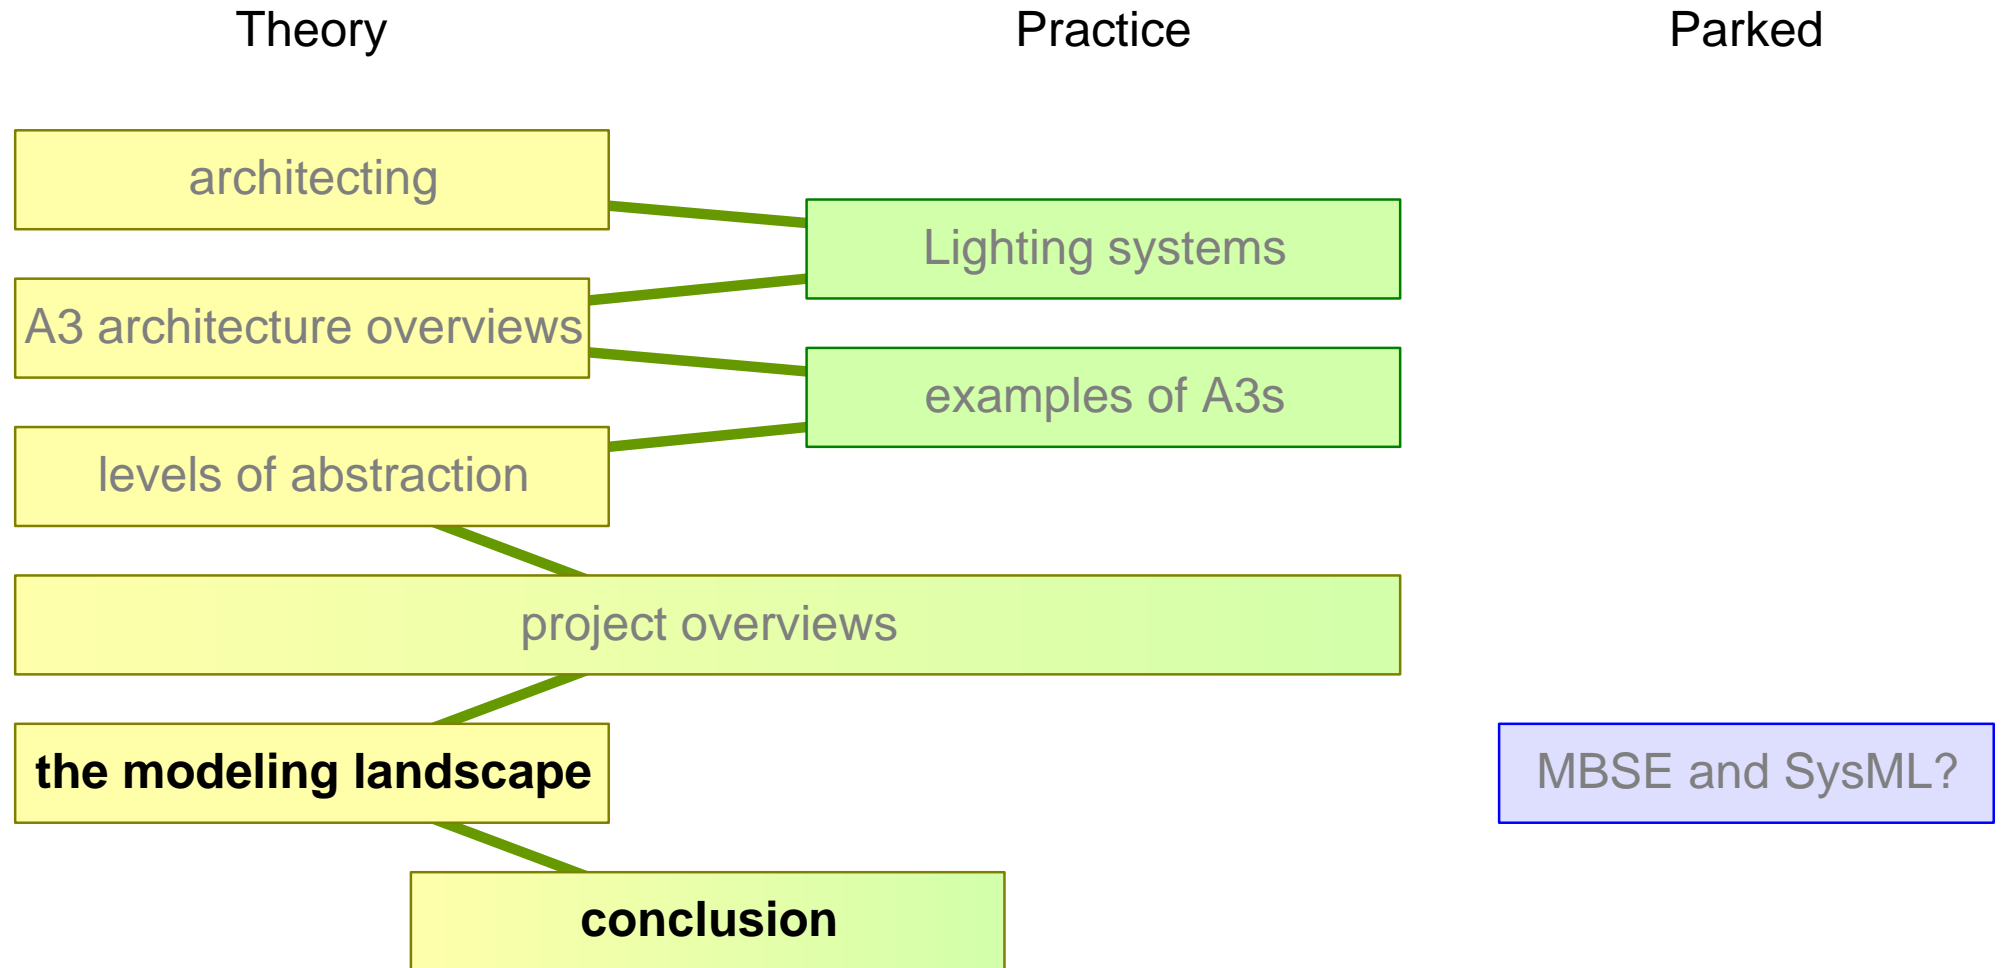 Theory
Practice
Parked
architecting
Lighting systems
A3 architecture overviews
examples of A3s
levels of abstraction
project overviews
the modeling landscape
MBSE and SysML?
conclusion